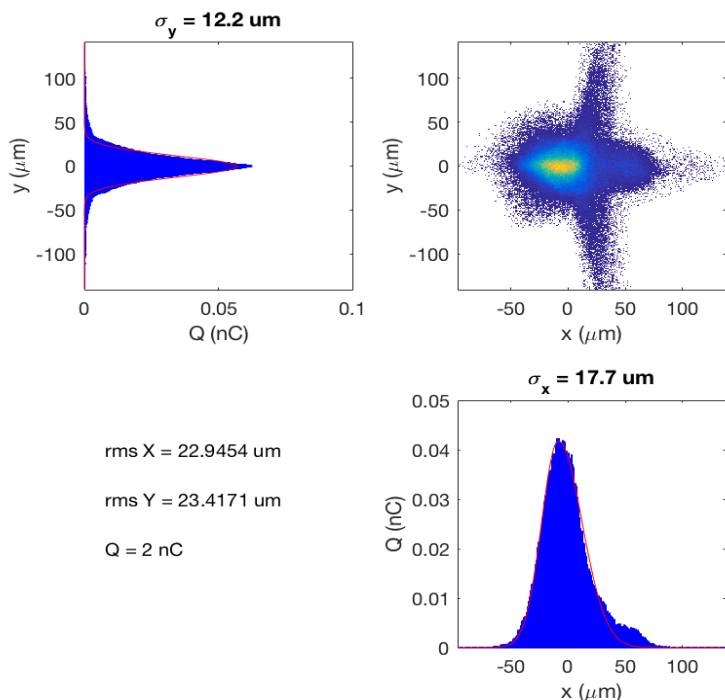 σy = 12.2 um
100
50
0
-50
-100
y (μm)
0
0.05
0.1
Q (nC)
100
50
0
-50
-100
y (μm)
-50
0
50
100
x (μm)
σx = 17.7 um
0.05
0.04
0.03
0.02
0.01
0
Q (nC)
-50
0
50
100
x (μm)
rms X = 22.9454 um
rms Y = 23.4171 um
Q = 2 nC